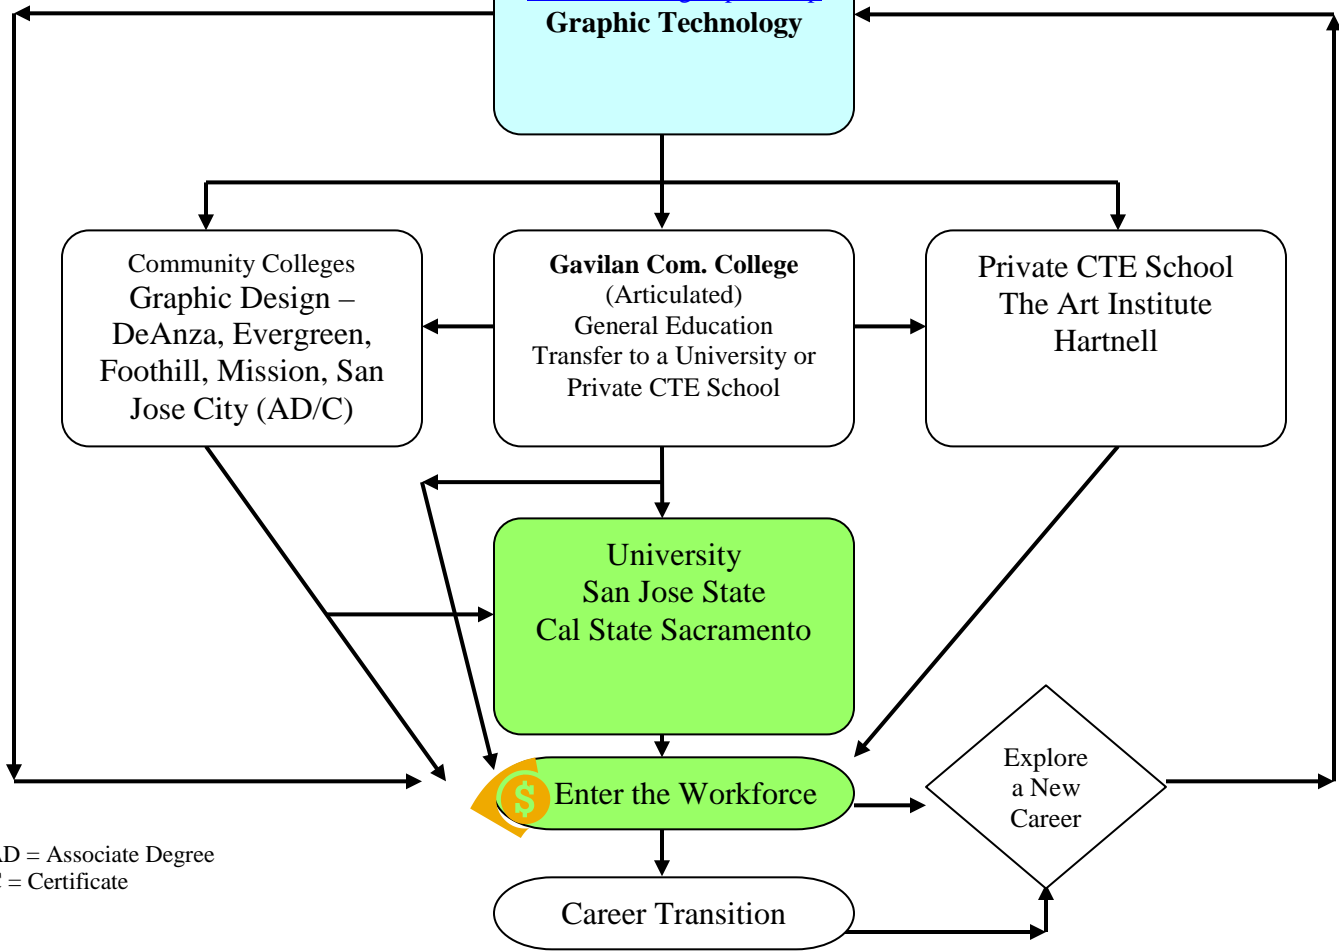 Graphic Technology
Community Colleges
Graphic Design –
DeAnza, Evergreen,
Foothill, Mission, San
Jose City (AD/C)
Gavilan Com. College
(Articulated)
General Education
Transfer to a University or
Private CTE School
Private CTE School
The Art Institute
Hartnell
University
San Jose State
Cal State Sacramento
Explore
a New
Career
$ Enter the Workforce
AD = Associate Degree
C = Certificate
Career Transition